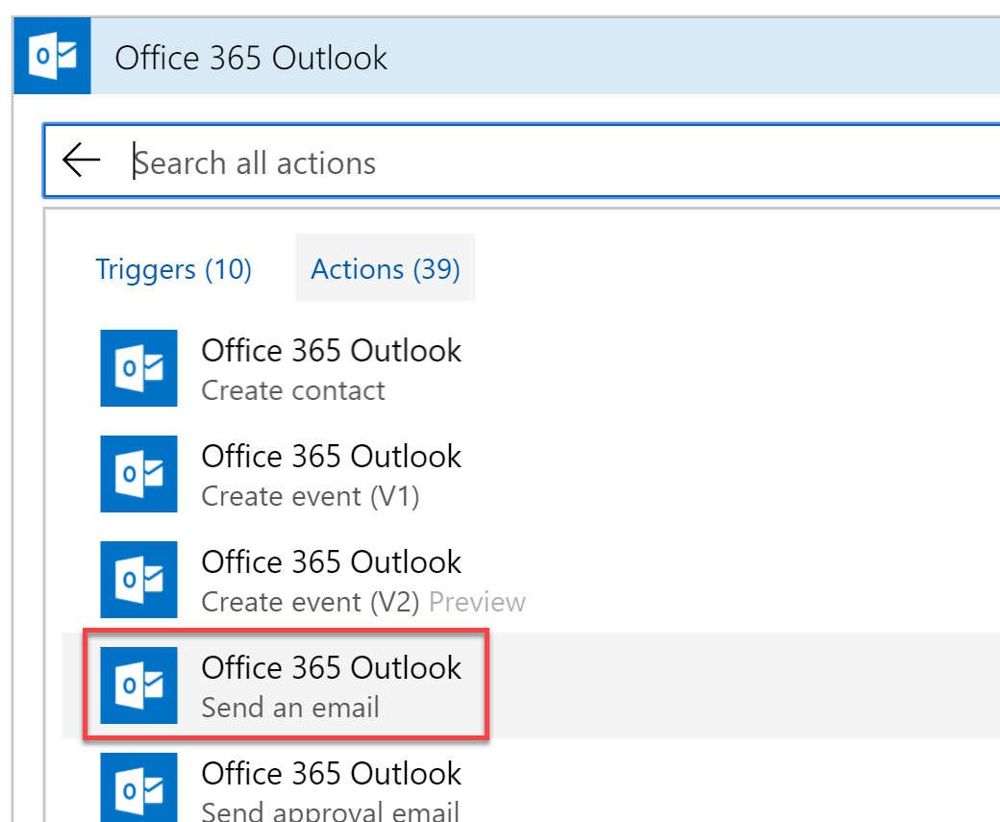 Office 365 Outlook
Search all actions
Triggers (10) Actions (39)
Office 365 Outlook
Create contact
Office 365 Outlook
Create event (V1)
Office 365 Outlook
Create event (V2) Preview
Office 365 Outlook
Send an email
Office 365 Outlook
Send approval email